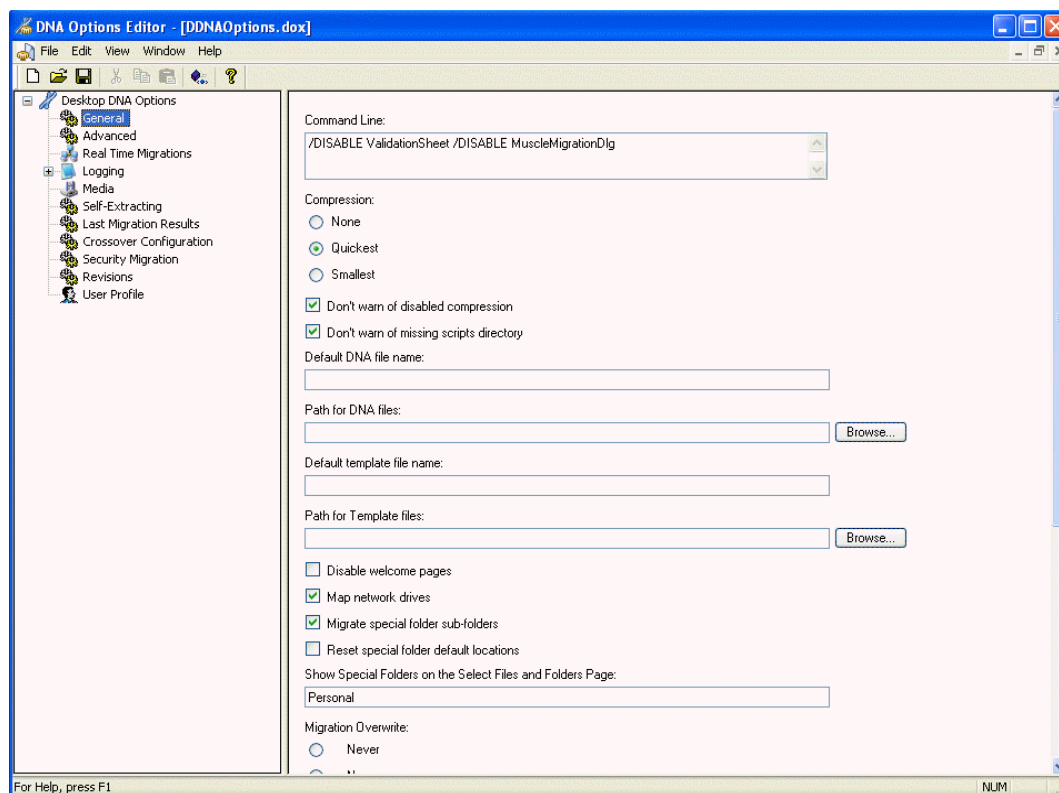 DNA Options Editor - [DDNAOptions.dox]
File Edit View Window Help
Desktop DNA Options
General
Advanced
Real Time Migrations
Logging
Media
Self-Extracting
Last Migration Results
Crossover Configuration
Security Migration
Revisions
User Profile
Command Line:
/DISABLE ValidationSheet /DISABLE MuscleMigrationDlg
Compression:
None
Quickest
Smallest
Don't warn of disabled compression
Don't warn of missing scripts directory
Default DNA file name:
Path for DNA files:
Browse...
Default template file name:
Path for Template files:
Browse...
Disable welcome pages
Map network drives
Migrate special folder sub-folders
Reset special folder default locations
Show Special Folders on the Select Files and Folders Page:
Personal
Migration Overwrite:
Never
For Help, press F1
NUM